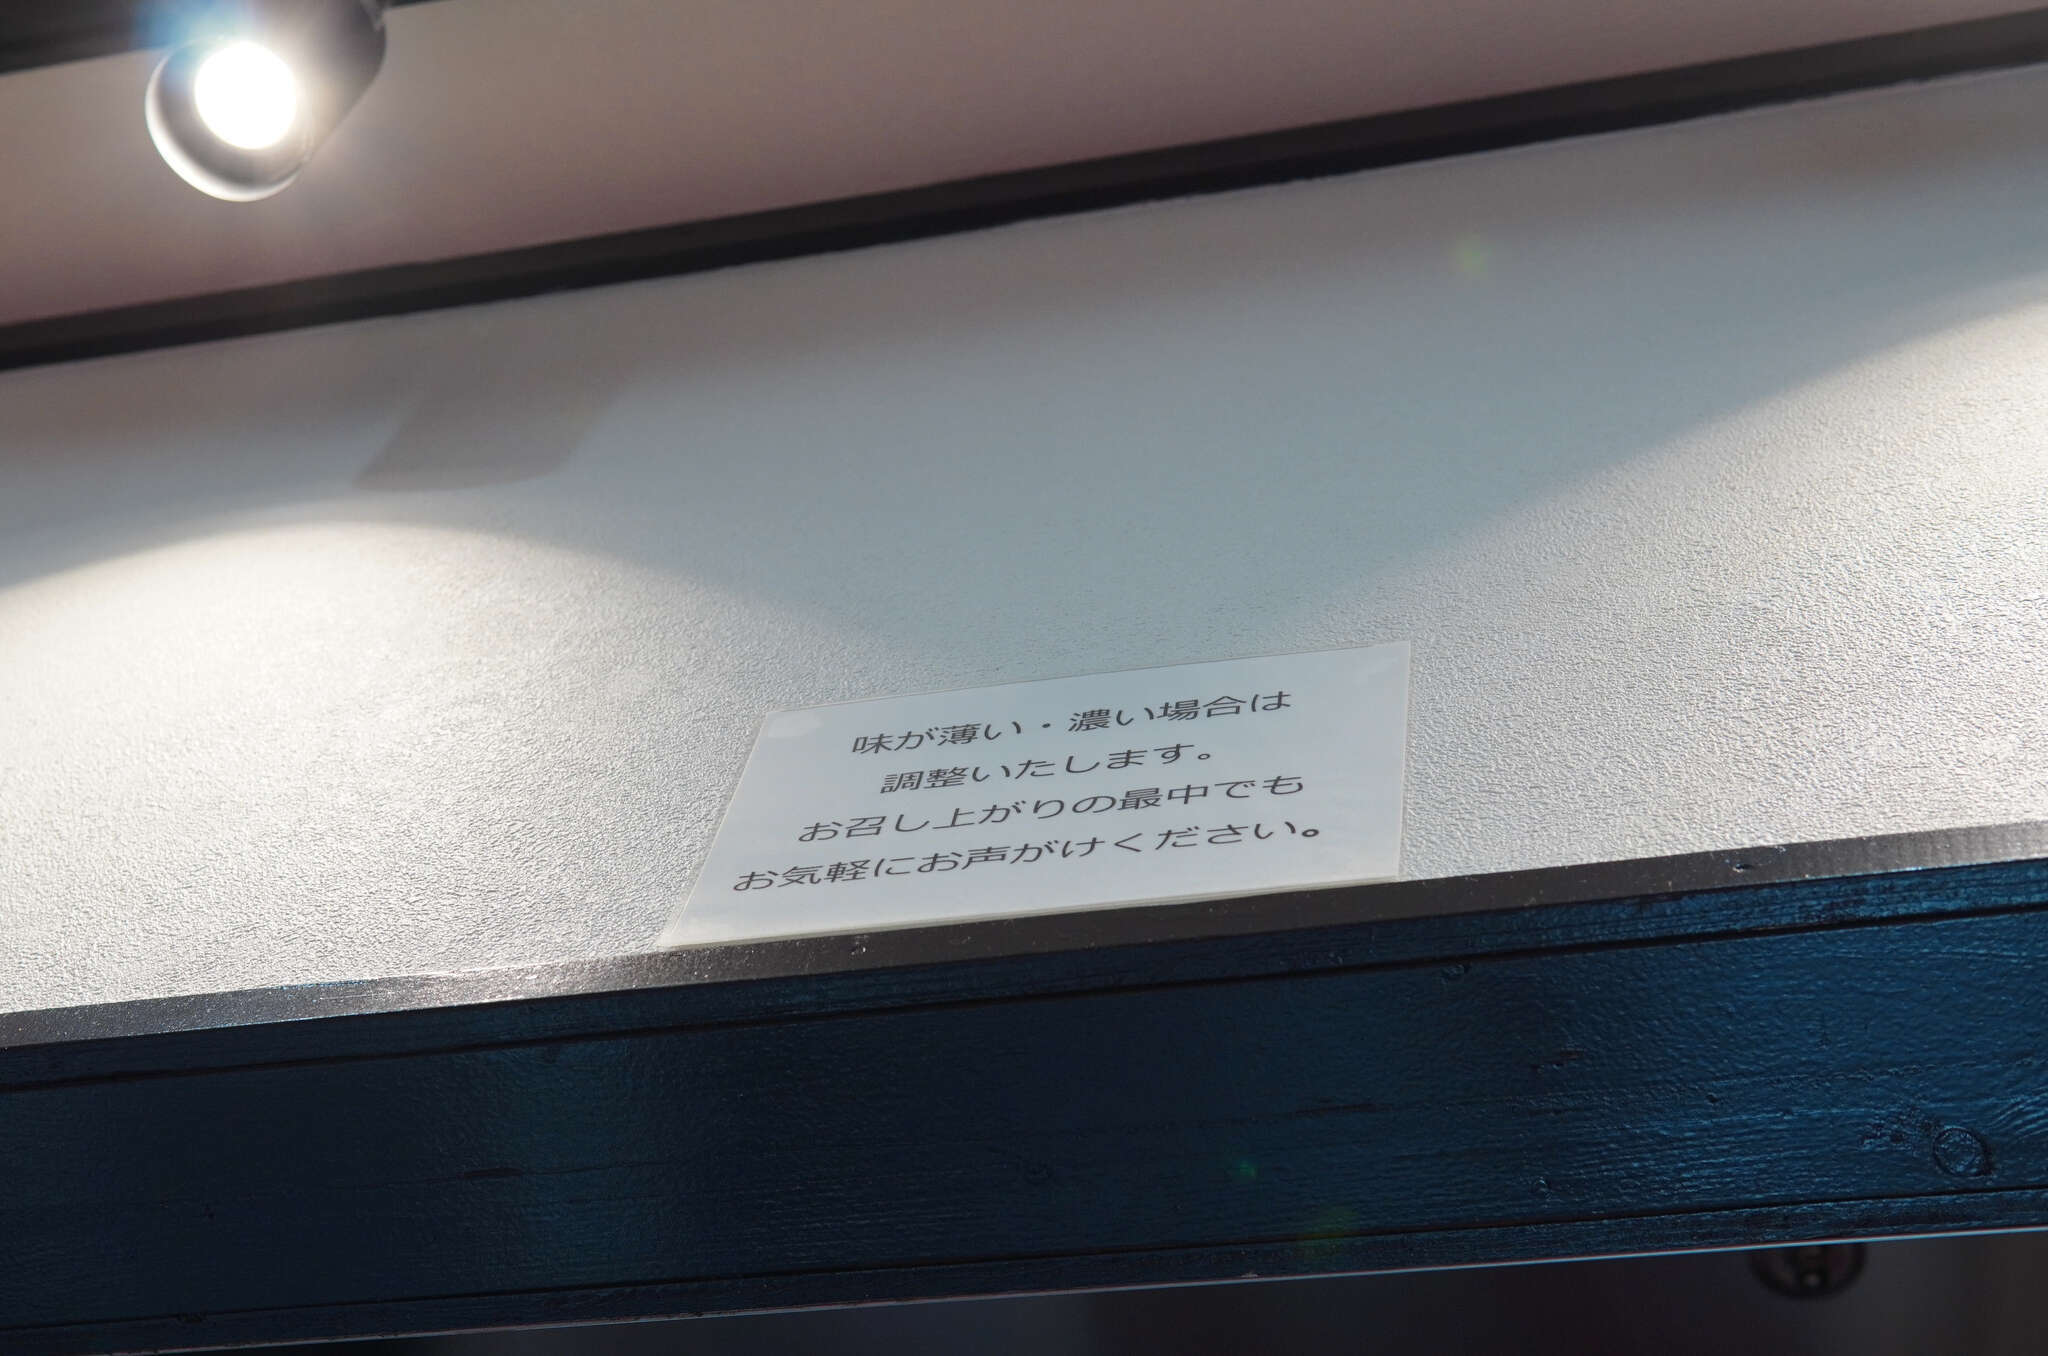 味が薄い・濃い場合は
調整いたします。
お召し上がりの最中でも
お気軽にお声がけください。